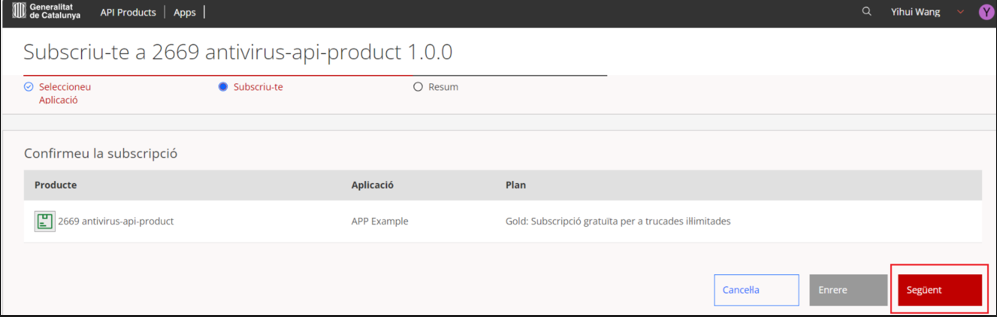 Generalitat
de Catalunya
API Products
Apps
Yihui Wang
Y
Subscriu-te a 2669 antivirus-api-product 1.0.0
Seleccioneu
Aplicació
Subscriu-te
Resum
Confirmeu la subscripció
Producte Aplicació Plan
2669 antivirus-api-product APP Example Gold: Subscripció gratuïta per a trucades il·limitades
Cancel·la Enrere Següent